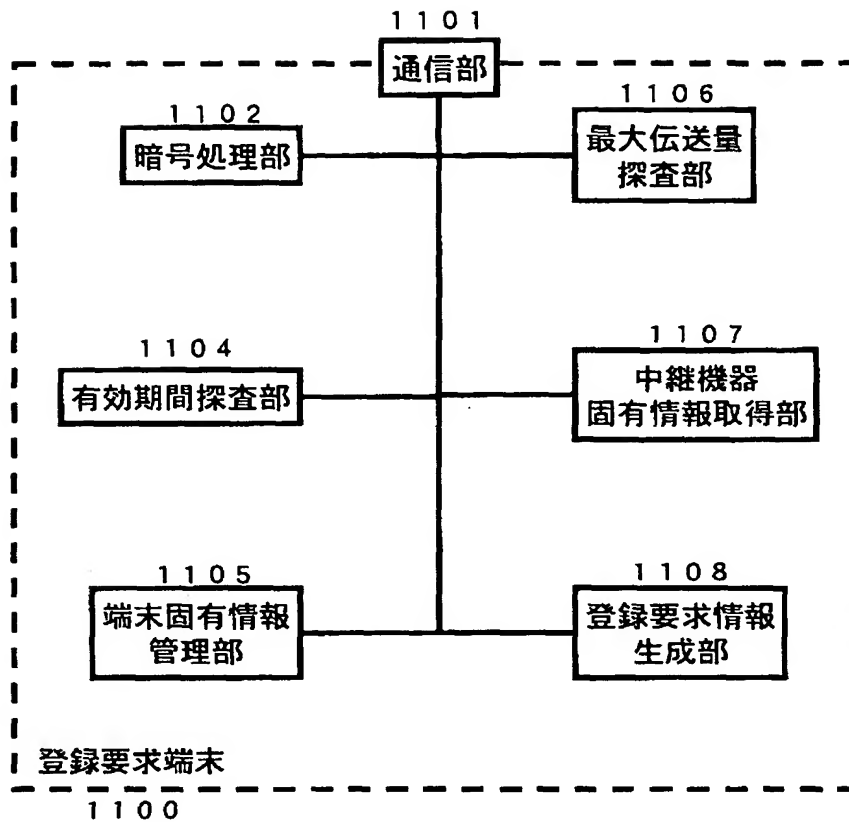 1101
通信部
1102
暗号処理部
1106
最大伝送量
探査部
1104
有効期間探査部
1107
中継機器
固有情報取得部
1105
端末固有情報
管理部
1108
登録要求情報
生成部
登録要求端末
1100